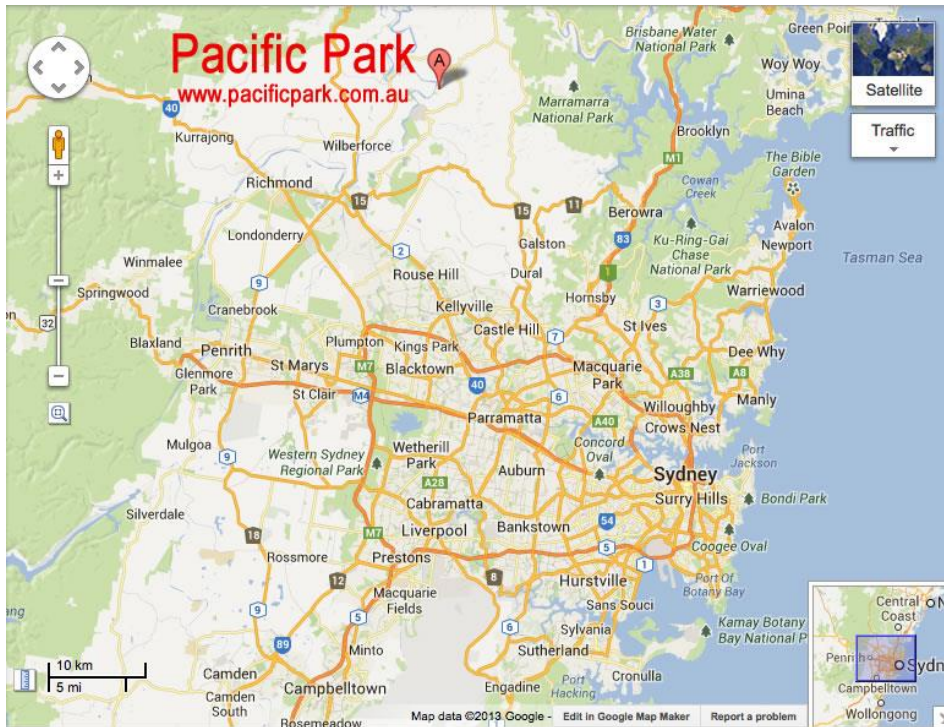 Pacific Park
www.pacificpark.com.au
A
Brisbane Water
National Park
Green Poin
Woy Woy
Umina
Beach
Satellite
Traffic
40
Kurrajong
Wilberforce
Marramarra
National Park
Brooklyn
M1
The Bible
Garden
Richmond
15
15
11
Cowan
Creek
Berowra
Avalon
Londonderry
2
Galston
83
Ku-Ring-Gai
Chase
National Park
Newport
Tasman Sea
Winmalee
9
Rouse Hill
Dural
1
Springwood
Cranebrook
Kellyville
Hornsby
3
Warriewood
32
Blaxland
Penrith
Plumpton
Kings Park
Castle Hill
7
St Ives
Dee Why
Glenmore
Park
St Marys
M7
Blacktown
Macquarie
Park
A38
A8
St Clair
M4
40
6
Willoughby
Manly
Parramatta
A40
Crows Nest
Mulgoa
9
Western Sydney
Regional Park
Wetherill
Park
Concord
Oval
Port
Jackson
Auburn
Sydney
A28
Surry Hills
Bondi Park
Silverdale
Cabramatta
18
M7
Liverpool
Bankstown
54
Coogee Oval
Rossmore
Prestons
5
12
8
1
Macquarie
Fields
Hurstville
Port Of
Botany Bay
9
5
Sans Souci
6
Sylvania
Kamay Botany
Bay National P
89
Minto
Sutherland
10 km
5 mi
Camden
Camden
South
Campbelltown
Engadine
Port
Hacking
Cronulla
Rosemeadow
Central
Coast
Penrith
Sydn
Campbelltown
Wollongong
Map data ©2013 Google -
Edit in Google Map Maker
Report a problem